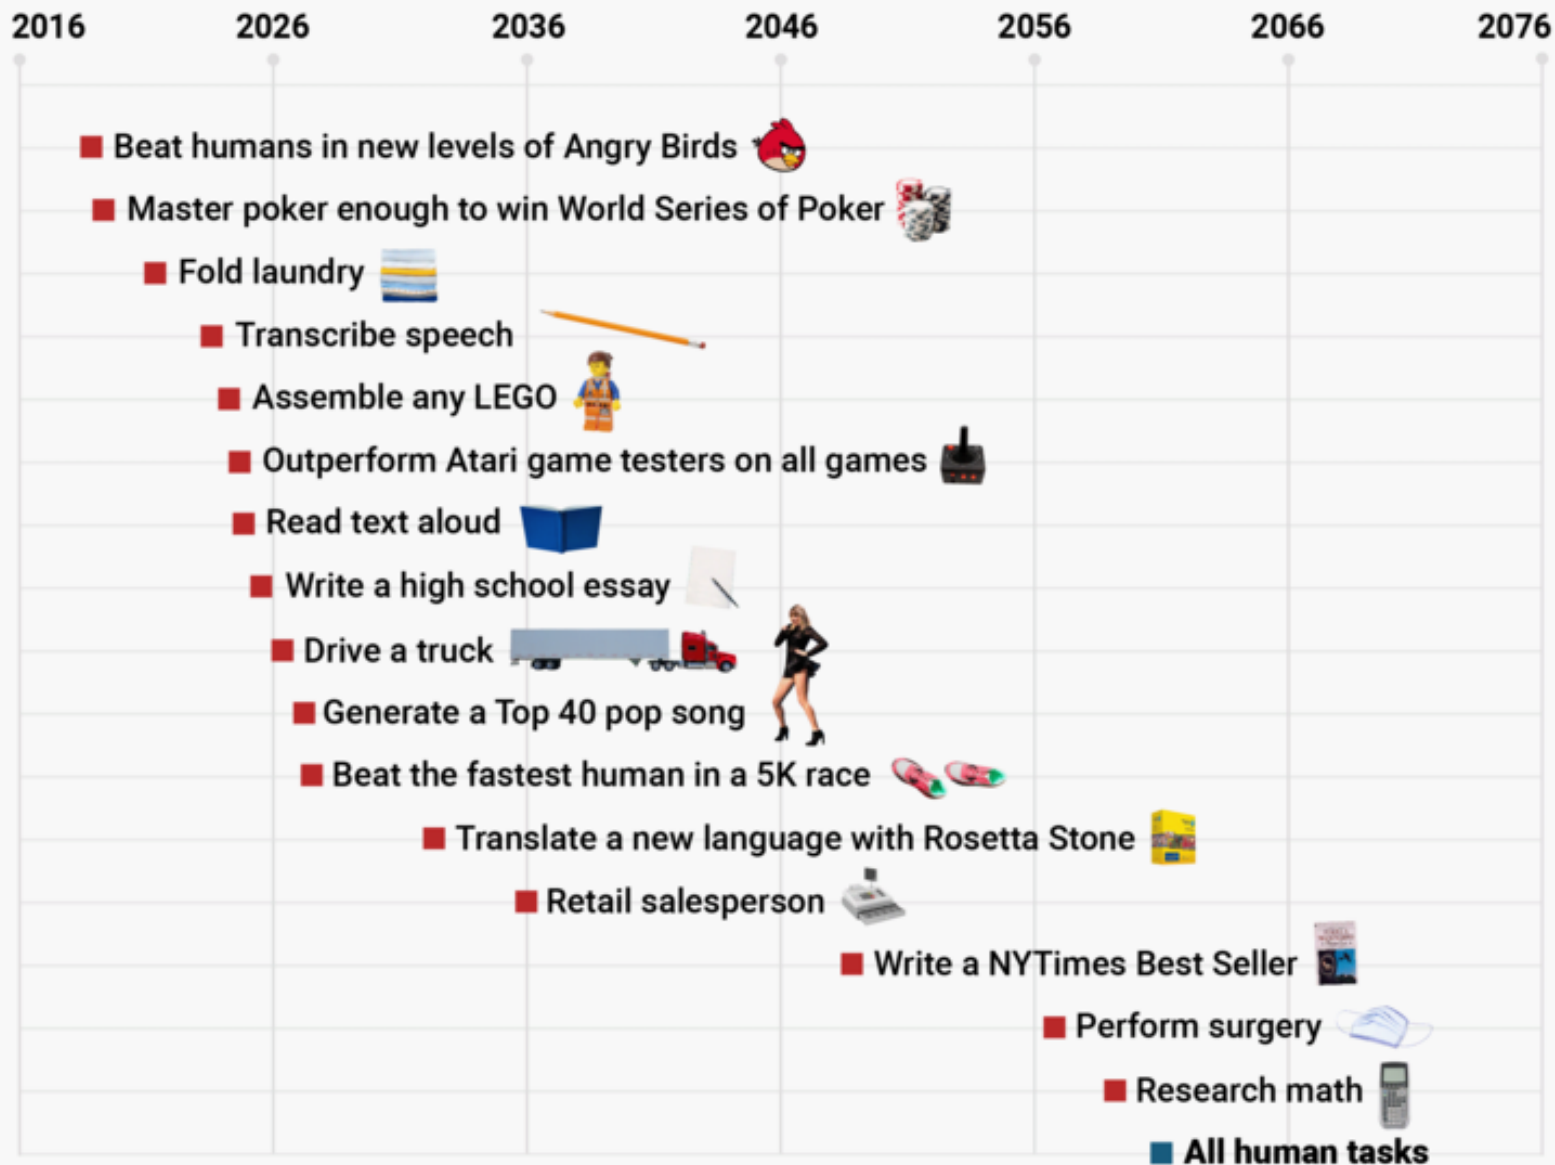 2016 2026 2036 2046 2056 2066 2076
Beat humans in new levels of Angry Birds
Master poker enough to win World Series of Poker
Fold laundry
Transcribe speech
Assemble any LEGO
Outperform Atari game testers on all games
Read text aloud
Write a high school essay
Drive a truck
Generate a Top 40 pop song
Beat the fastest human in a 5K race
Translate a new language with Rosetta Stone
Retail salesperson
Write a NYTimes Best Seller
Perform surgery
Research math
All human tasks